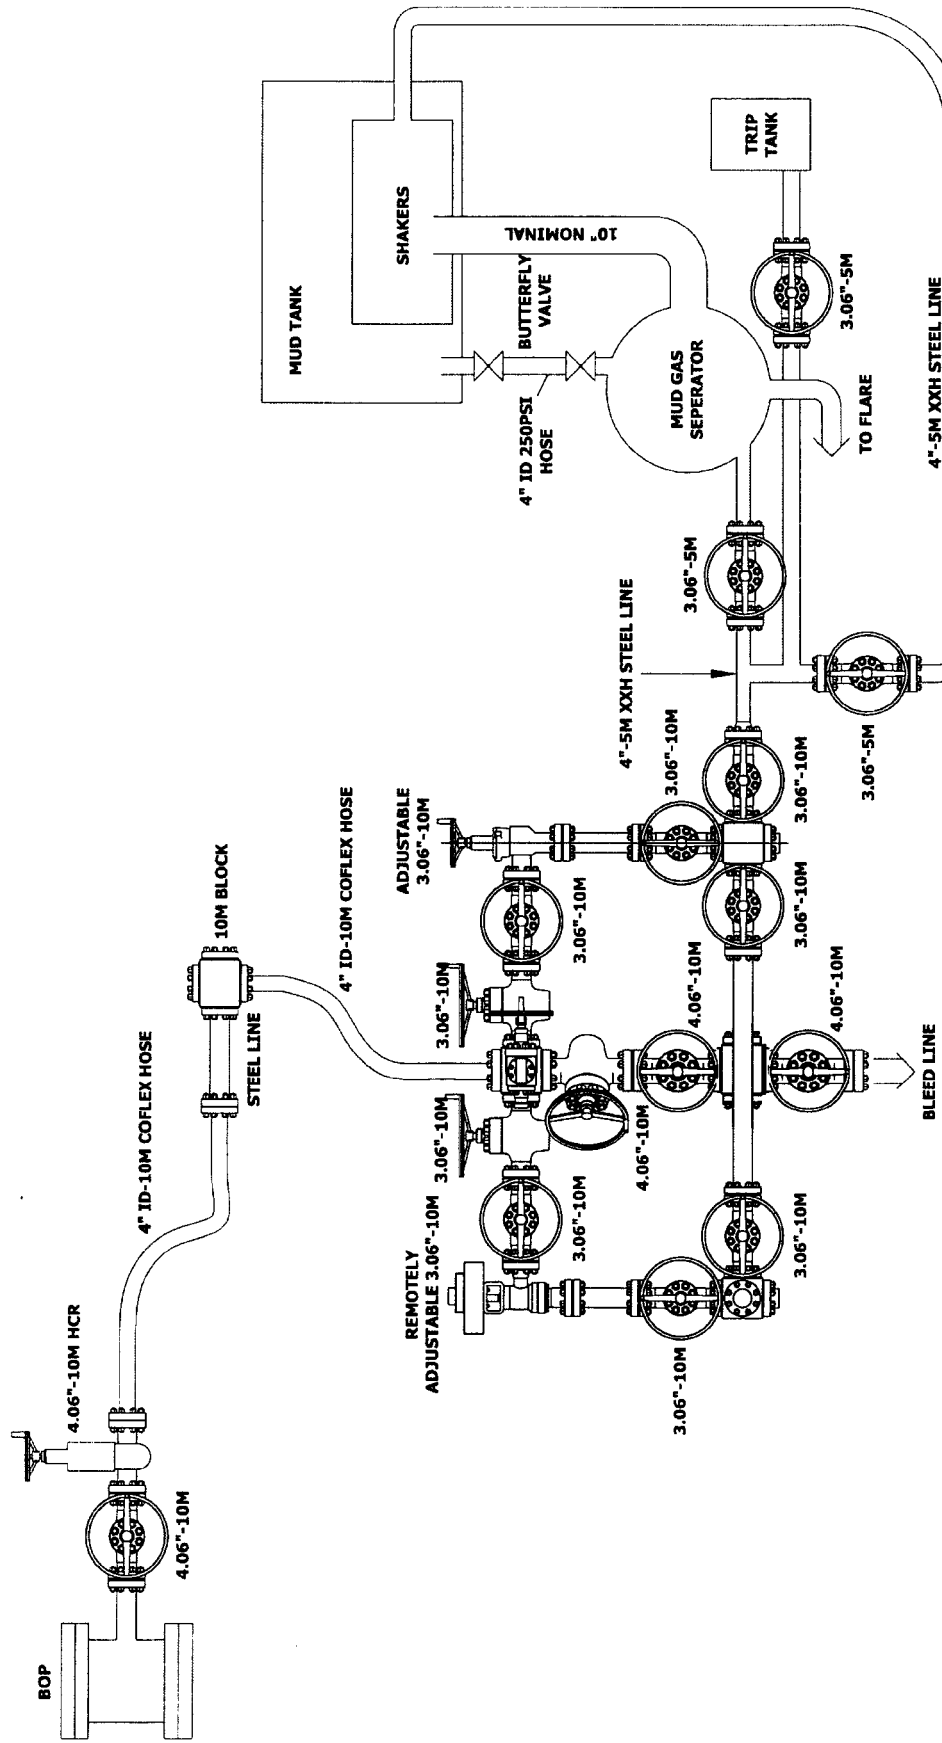 BOP
4.06"-10M
4.06"-10M HCR
4" ID-10M COFLEX HOSE
STEEL LINE
10M BLOCK
4" ID-10M COFLEX HOSE
REMOTELY
ADJUSTABLE 3.06"-10M
3.06"-10M
3.06"-10M
ADJUSTABLE
3.06"-10M
3.06"-10M
3.06"-10M
4.06"-10M
3.06"-10M
4.06"-10M
3.06"-10M
3.06"-10M
3.06"-10M
4.06"-10M
3.06"-10M
3.06"-10M
BLEED LINE
4"-5M XXH STEEL LINE
3.06"-5M
3.06"-5M
MUD TANK
SHAKERS
10" NOMINAL
BUTTERFLY
VALVE
4" ID 250PSI
HOSE
MUD GAS
SEPERATOR
TRIP
TANK
3.06"-5M
TO FLARE
4"-5M XXH STEEL LINE